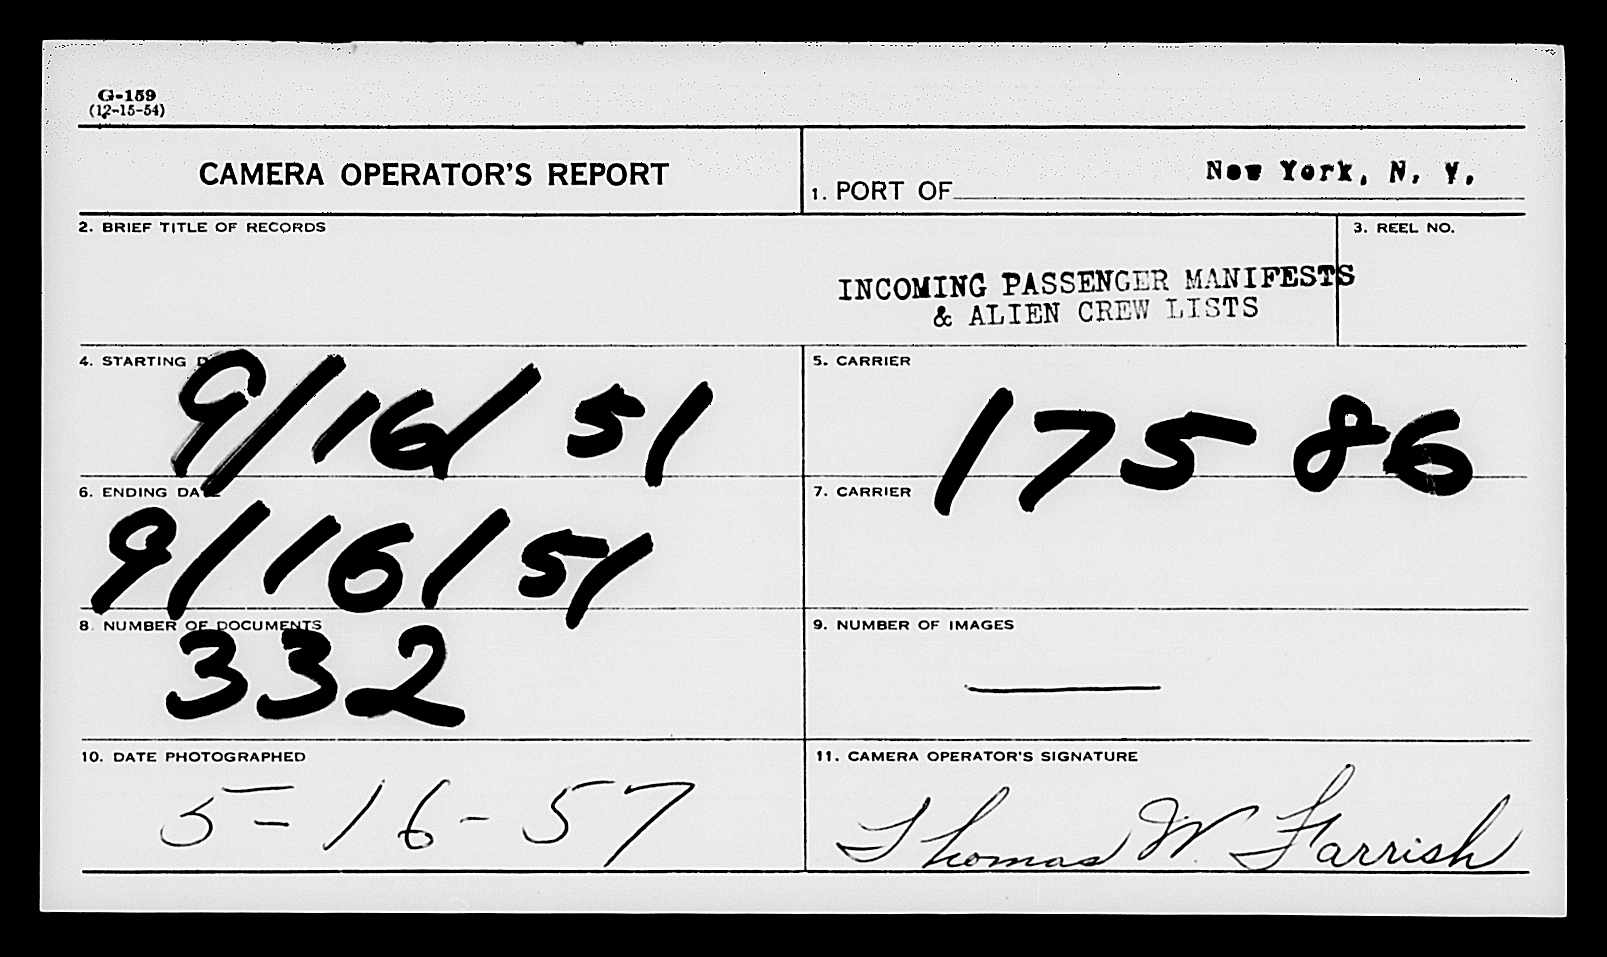 G-159
(12-15-54)
CAMERA OPERATOR'S REPORT
1. PORT OF New York, N. Y.
2. BRIEF TITLE OF RECORDS
3. REEL NO.
INCOMING PASSENGER MANIFESTS
& ALIEN CREW LISTS
4. STARTING D
9/16/51
5. CARRIER
17586
6. ENDING DATE
9/16/51
7. CARRIER
8. NUMBER OF DOCUMENTS
332
9. NUMBER OF IMAGES
—
10. DATE PHOTOGRAPHED
5-16-57
11. CAMERA OPERATOR'S SIGNATURE
Thomas W. Farrish